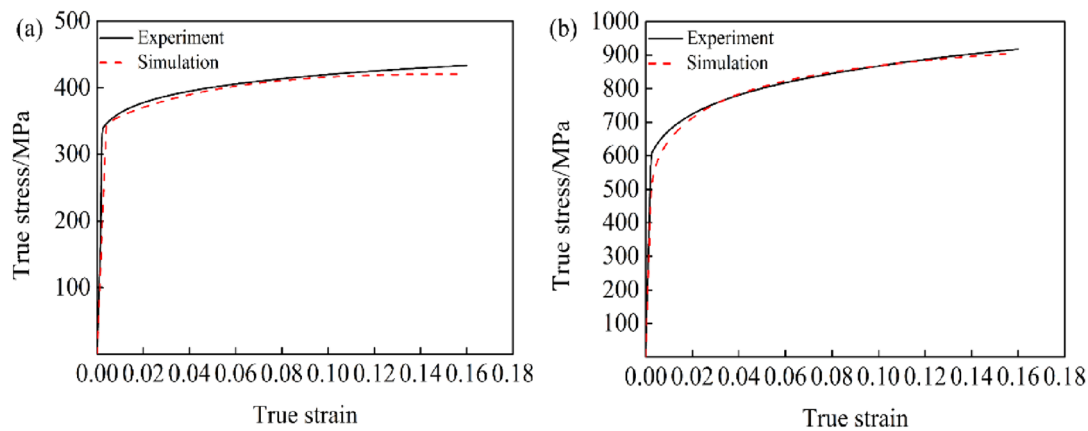 (a)
500
400
300
200
100
True stress/MPa
Experiment
Simulation
0.00 0.02 0.04 0.06 0.08 0.10 0.12 0.14 0.16 0.18
True strain
(b)
1000
900
800
700
600
500
400
300
200
100
True stress/MPa
Experiment
Simulation
0.00 0.02 0.04 0.06 0.08 0.10 0.12 0.14 0.16 0.18
True strain